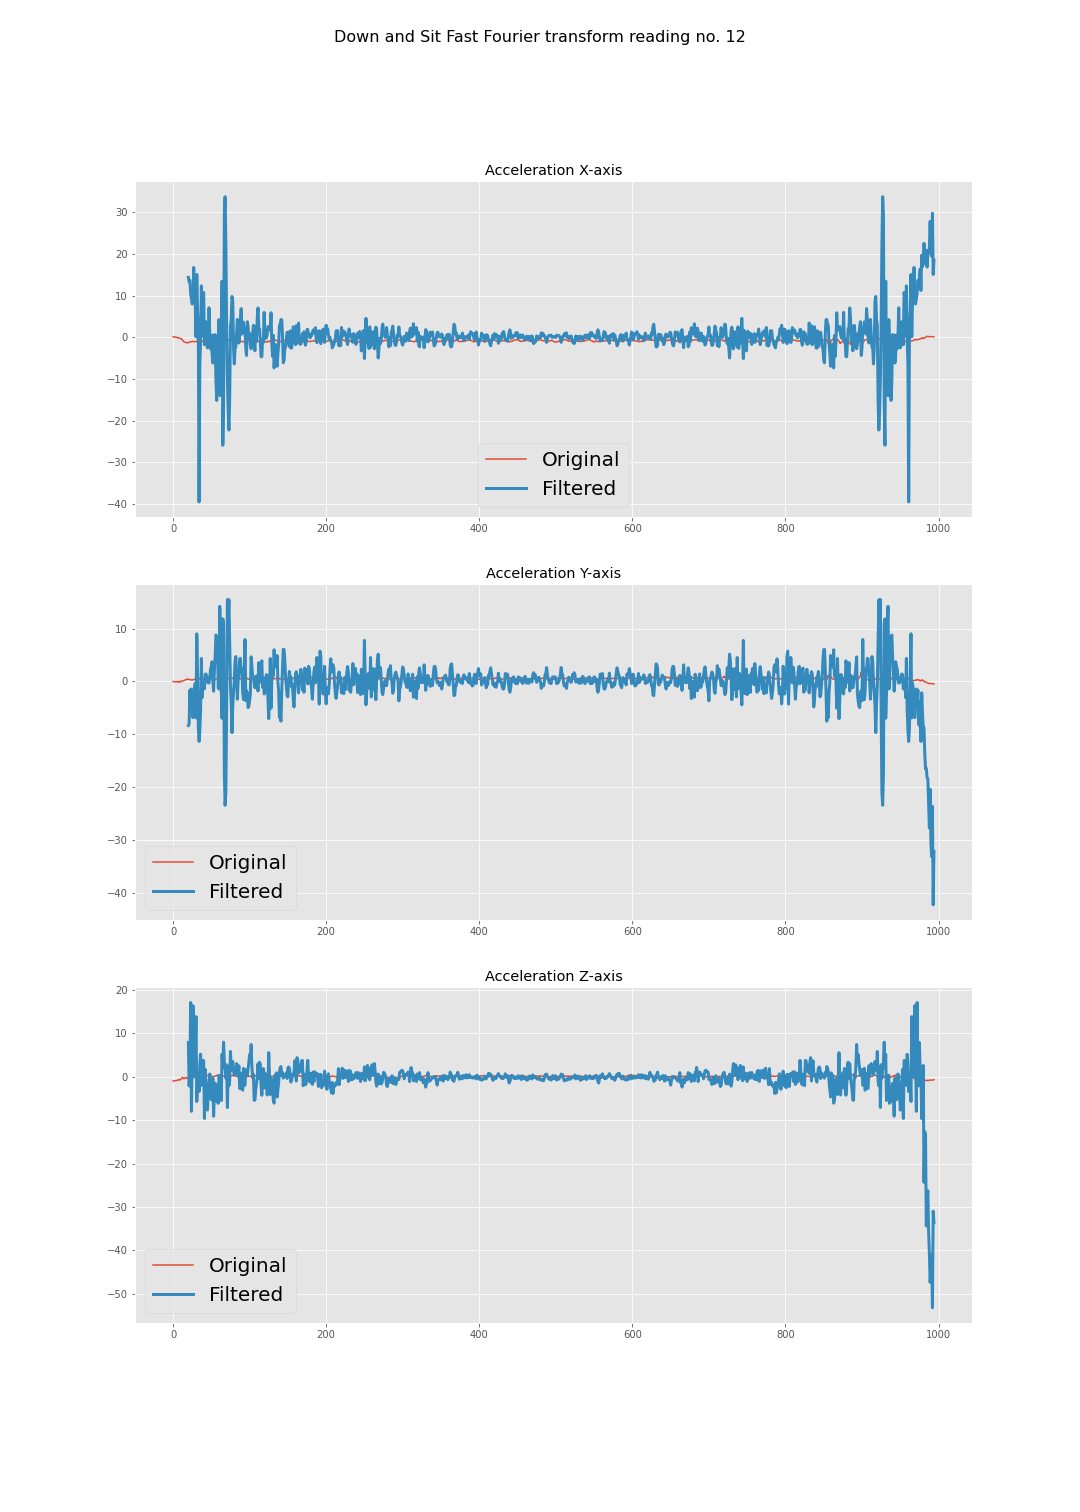 Down and Sit Fast Fourier transform reading no. 12
Acceleration X-axis
30
20
10
0
−10
−20
−30
−40
Original
Filtered
0 200 400 600 800 1000
Acceleration Y-axis
10
0
−10
−20
−30
−40
Original
Filtered
0 200 400 600 800 1000
Acceleration Z-axis
20
10
0
−10
−20
−30
−40
−50
Original
Filtered
0 200 400 600 800 1000